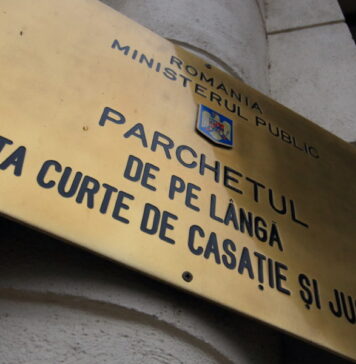 ROMANIA
MINISTERUL PUBLIC
PARCHETUL
DE PE LÂNGĂ
TA CURTE DE CASAȚIE ȘI JU